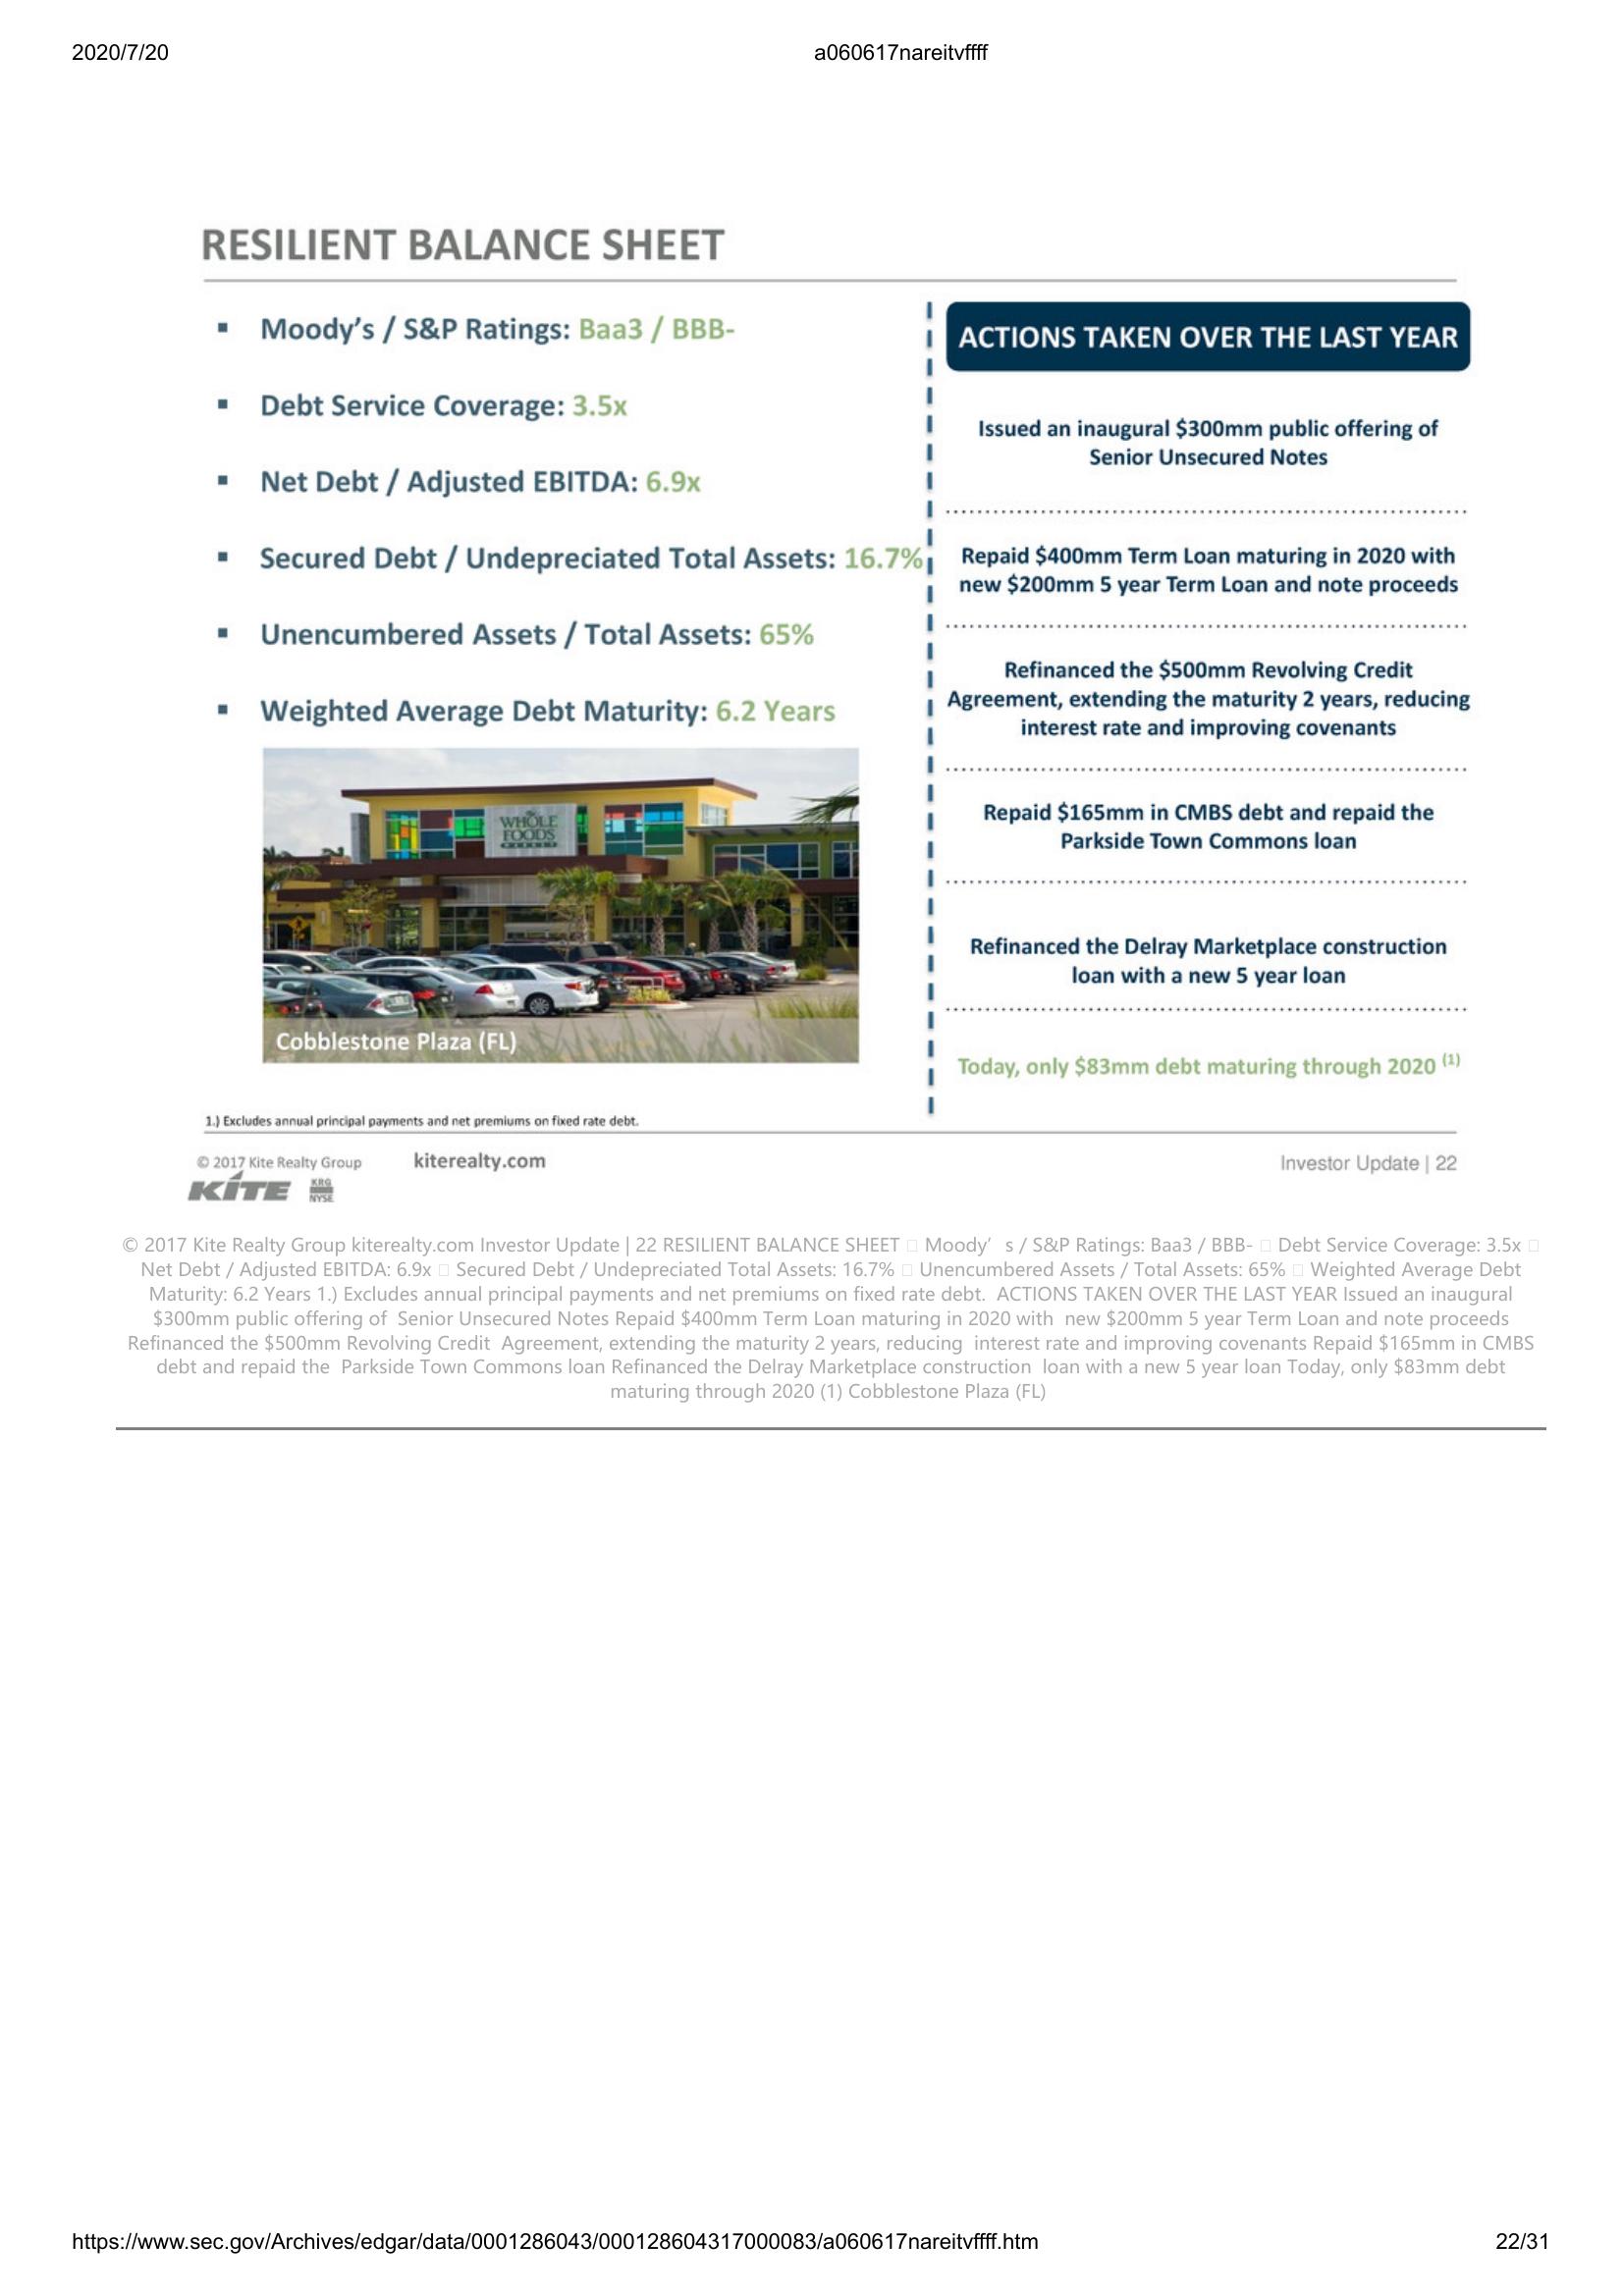 2020/7/20
a060617nareitvffff
RESILIENT BALANCE SHEET
▪ Moody's / S&P Ratings: Baa3 / BBB-
▪ Debt Service Coverage: 3.5x
▪ Net Debt / Adjusted EBITDA: 6.9x
▪ Secured Debt / Undepreciated Total Assets: 16.7%
▪ Unencumbered Assets / Total Assets: 65%
▪ Weighted Average Debt Maturity: 6.2 Years
WHOLE
FOODS
MARKET
Cobblestone Plaza (FL)
ACTIONS TAKEN OVER THE LAST YEAR
Issued an inaugural $300mm public offering of
Senior Unsecured Notes
Repaid $400mm Term Loan maturing in 2020 with
new $200mm 5 year Term Loan and note proceeds
Refinanced the $500mm Revolving Credit
Agreement, extending the maturity 2 years, reducing
interest rate and improving covenants
Repaid $165mm in CMBS debt and repaid the
Parkside Town Commons loan
Refinanced the Delray Marketplace construction
loan with a new 5 year loan
Today, only $83mm debt maturing through 2020 (1)
1.) Excludes annual principal payments and net premiums on fixed rate debt.
© 2017 Kite Realty Group
kiterealty.com
Investor Update | 22
KITE
KRG
NYSE
© 2017 Kite Realty Group kiterealty.com Investor Update | 22 RESILIENT BALANCE SHEET  Moody’ s / S&P Ratings: Baa3 / BBB-  Debt Service Coverage: 3.5x 
Net Debt / Adjusted EBITDA: 6.9x  Secured Debt / Undepreciated Total Assets: 16.7%  Unencumbered Assets / Total Assets: 65%  Weighted Average Debt
Maturity: 6.2 Years 1.) Excludes annual principal payments and net premiums on fixed rate debt. ACTIONS TAKEN OVER THE LAST YEAR Issued an inaugural
$300mm public offering of Senior Unsecured Notes Repaid $400mm Term Loan maturing in 2020 with new $200mm 5 year Term Loan and note proceeds
Refinanced the $500mm Revolving Credit Agreement, extending the maturity 2 years, reducing interest rate and improving covenants Repaid $165mm in CMBS
debt and repaid the Parkside Town Commons loan Refinanced the Delray Marketplace construction loan with a new 5 year loan Today, only $83mm debt
maturing through 2020 (1) Cobblestone Plaza (FL)
https://www.sec.gov/Archives/edgar/data/0001286043/000128604317000083/a060617nareitvffff.htm
22/31